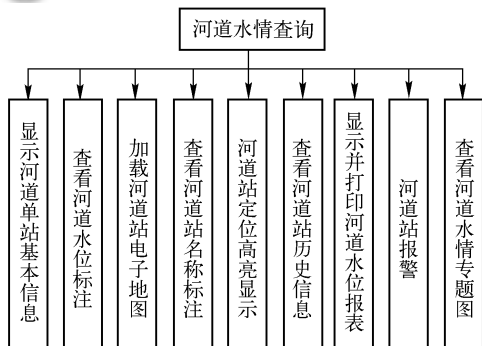 河道水情查询
显示河道单站基本信息
查看河道水位标注
加载河道站电子地图
查看河道站名称标注
河道站定位高亮显示
查看河道站历史信息
显示并打印河道水位报表
河道站报警
查看河道水情专题图